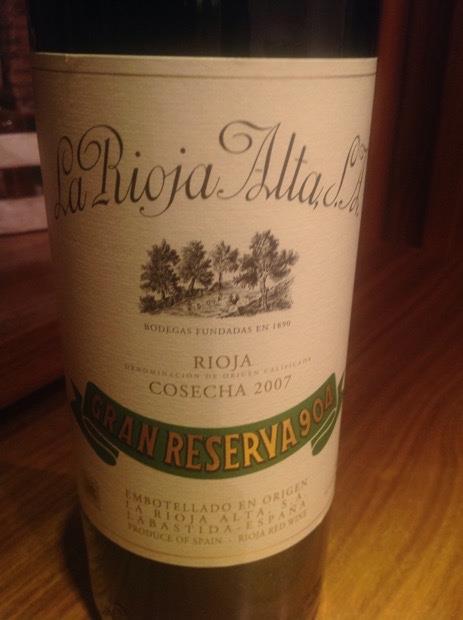 La Rioja Alta, S.A.
BODEGAS FUNDADAS EN 1890
RIOJA
DENOMINACIÓN DE ORIGEN CALIFICADA
COSECHA 2007
GRAN RESERVA 904
EMBOTELLADO EN ORIGEN
LA RIOJA ALTA, S.A.
LABASTIDA-ESPAÑA
PRODUCE OF SPAIN - RIOJA RED WINE